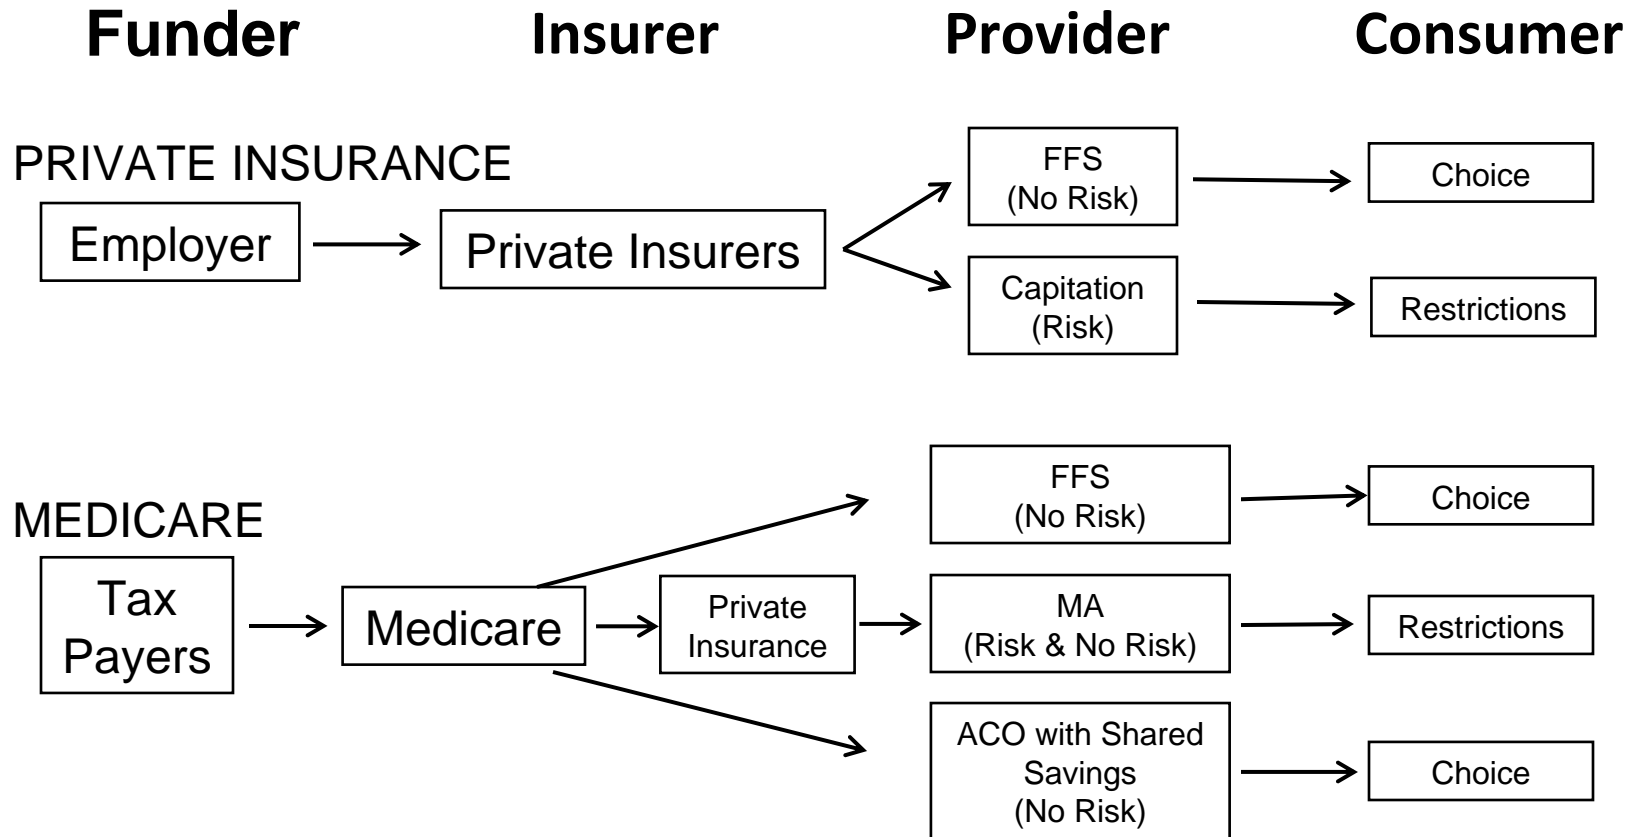 Funder Insurer Provider Consumer
PRIVATE INSURANCE
Employer
Private Insurers
FFS
(No Risk)
Choice
Capitation
(Risk)
Restrictions
MEDICARE
Tax
Payers
Medicare
FFS
(No Risk)
Choice
Private
Insurance
MA
(Risk & No Risk)
Restrictions
ACO with Shared
Savings
(No Risk)
Choice